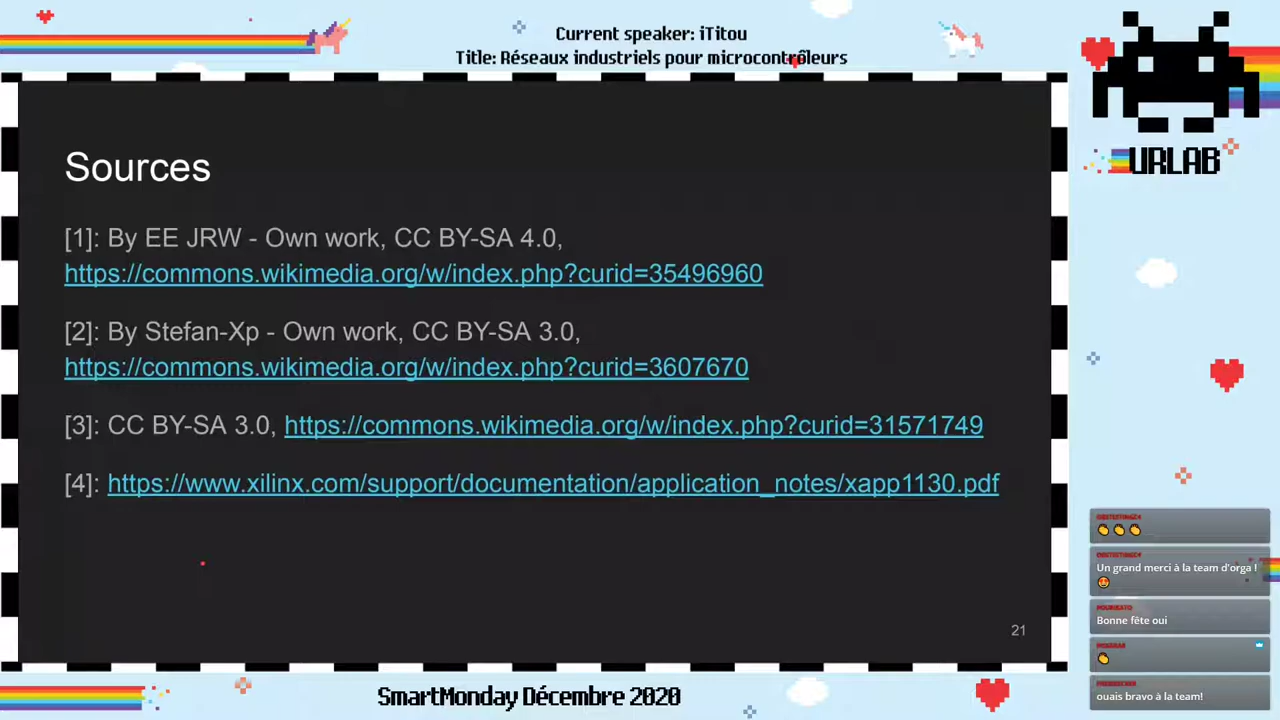 Current speaker: iTitou
Title: Réseaux industriels pour microcontrôleurs
URLAB
Sources
[1]: By EE JRW - Own work, CC BY-SA 4.0,
https://commons.wikimedia.org/w/index.php?curid=35496960
[2]: By Stefan-Xp - Own work, CC BY-SA 3.0,
https://commons.wikimedia.org/w/index.php?curid=3607670
[3]: CC BY-SA 3.0, https://commons.wikimedia.org/w/index.php?curid=31571749
[4]: https://www.xilinx.com/support/documentation/application_notes/xapp1130.pdf
21
Un grand merci à la team d'orga !
Bonne fête oui
ouais bravo à la team!
SmartMonday Décembre 2020